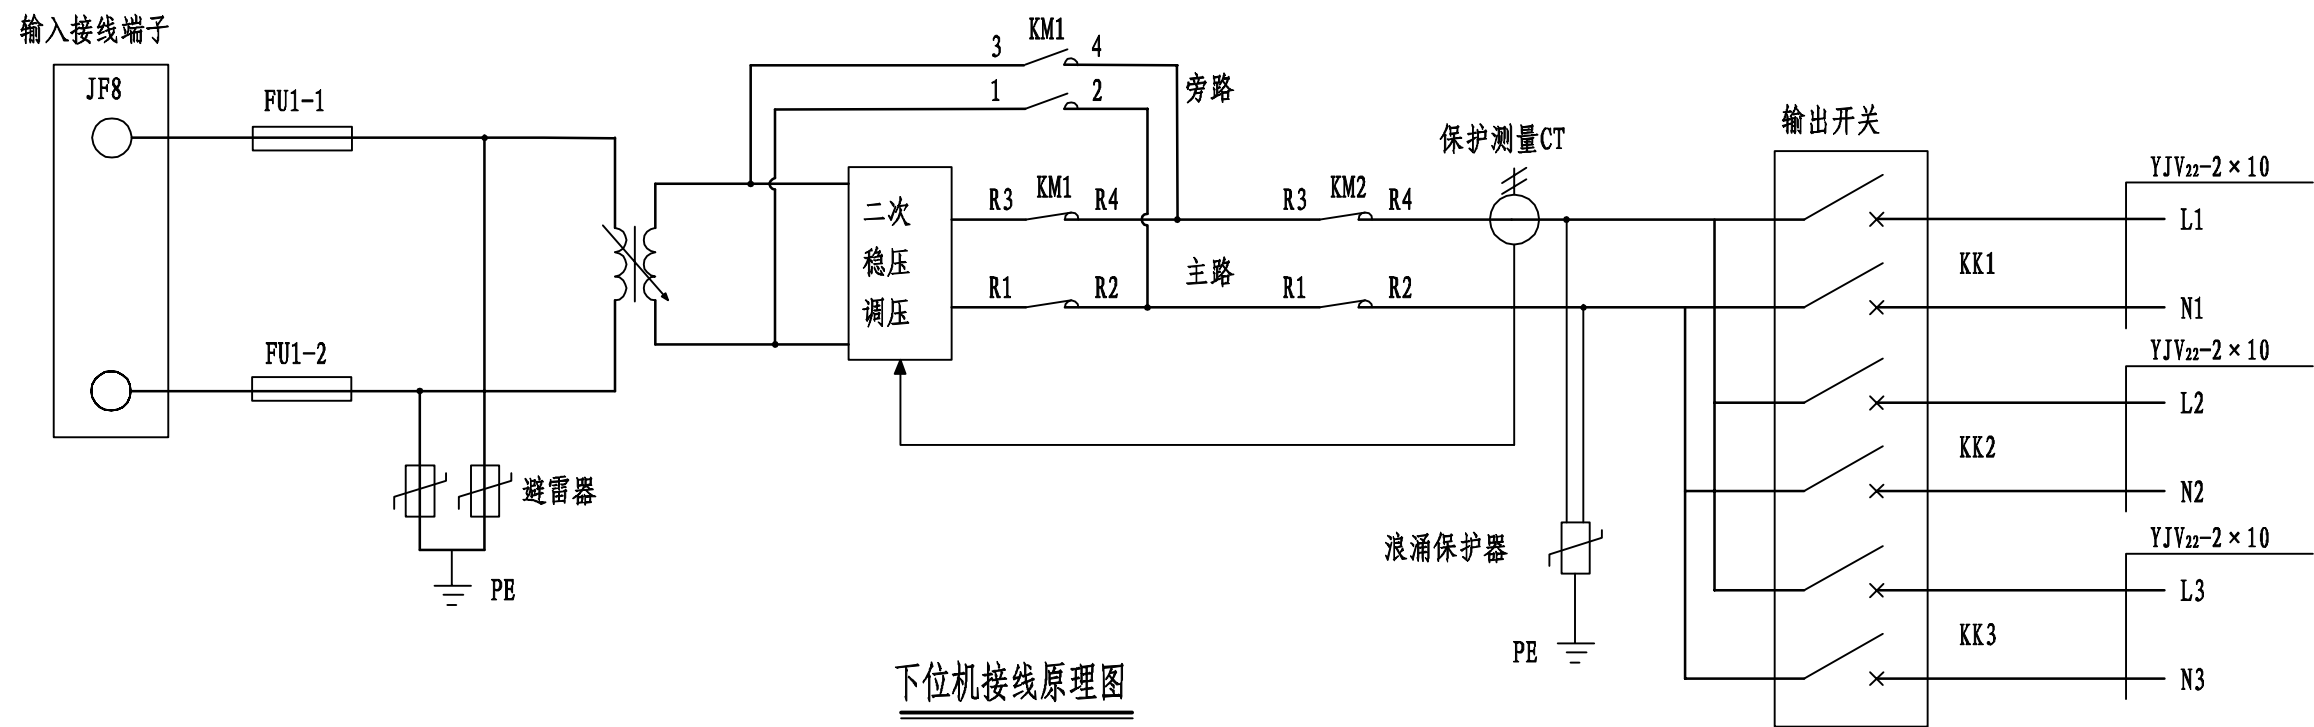 输入接线端子
JF8
FU1-1
FU1-2
避雷器
PE
3 KM1 4
1 2
旁路
二次
稳压
调压
R3 KM1 R4
R1 R2
主路
R3 KM2 R4
R1 R2
保护测量CT
浪涌保护器
PE
输出开关
KK1
KK2
KK3
YJV₂₂-2×10
L1
N1
YJV₂₂-2×10
L2
N2
YJV₂₂-2×10
L3
N3
下位机接线原理图